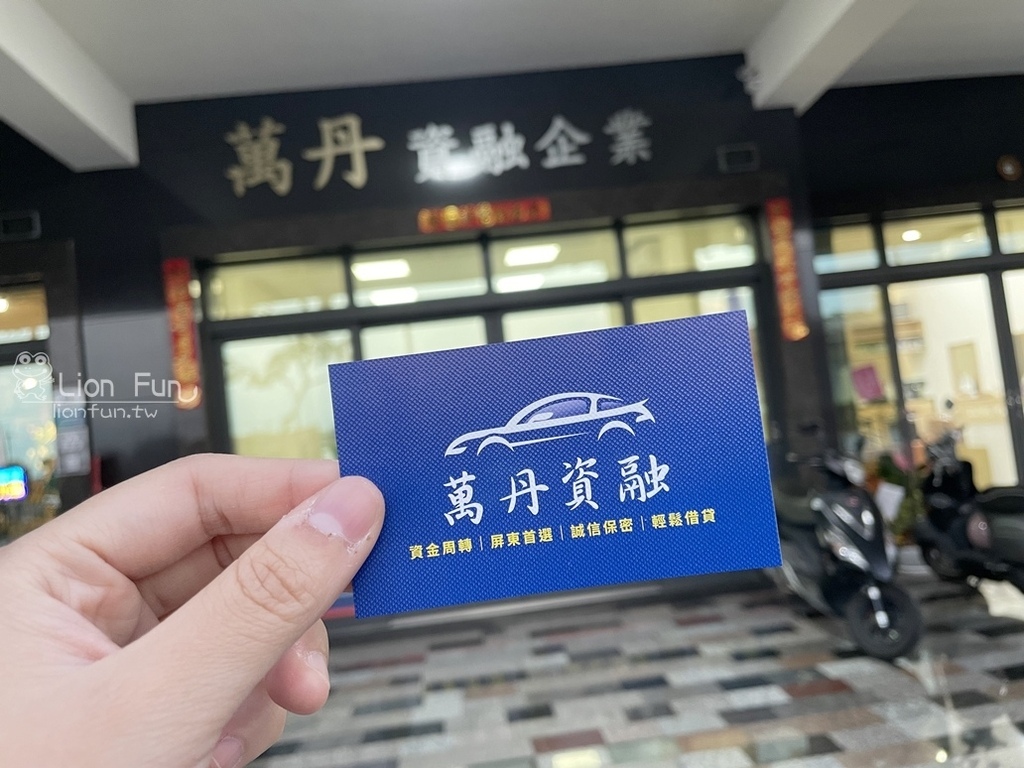 萬丹 資融企業
Lion Fun
lionfun.tw
萬丹資融
資金周轉｜屏東首選｜誠信保密｜輕鬆借貸